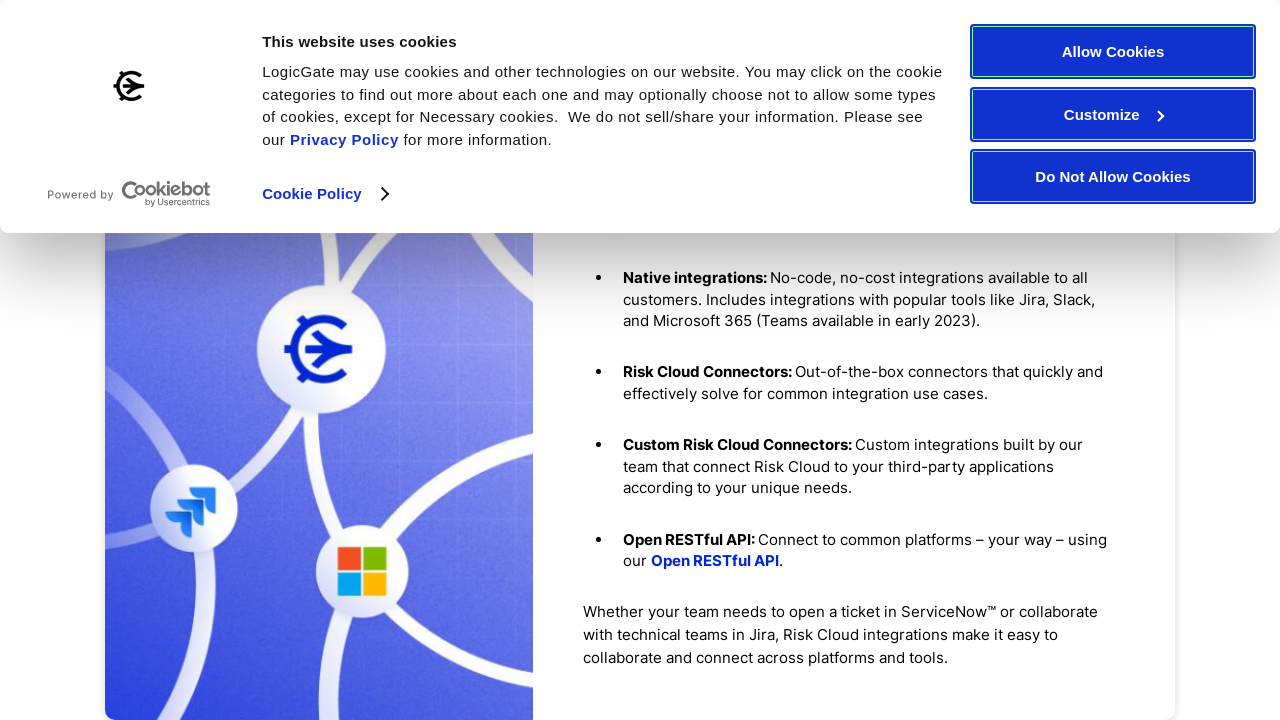 This website uses cookies
LogicGate may use cookies and other technologies on our website. You may click on the cookie
categories to find out more about each one and may optionally choose not to allow some types
of cookies, except for Necessary cookies.  We do not sell/share your information. Please see
our Privacy Policy for more information.
Cookie Policy
Powered by Cookiebot
by Usercentrics
Allow Cookies
Customize
Do Not Allow Cookies
• Native integrations: No-code, no-cost integrations available to all
customers. Includes integrations with popular tools like Jira, Slack,
and Microsoft 365 (Teams available in early 2023).
• Risk Cloud Connectors: Out-of-the-box connectors that quickly and
effectively solve for common integration use cases.
• Custom Risk Cloud Connectors: Custom integrations built by our
team that connect Risk Cloud to your third-party applications
according to your unique needs.
• Open RESTful API: Connect to common platforms – your way – using
our Open RESTful API.
Whether your team needs to open a ticket in ServiceNow™ or collaborate
with technical teams in Jira, Risk Cloud integrations make it easy to
collaborate and connect across platforms and tools.